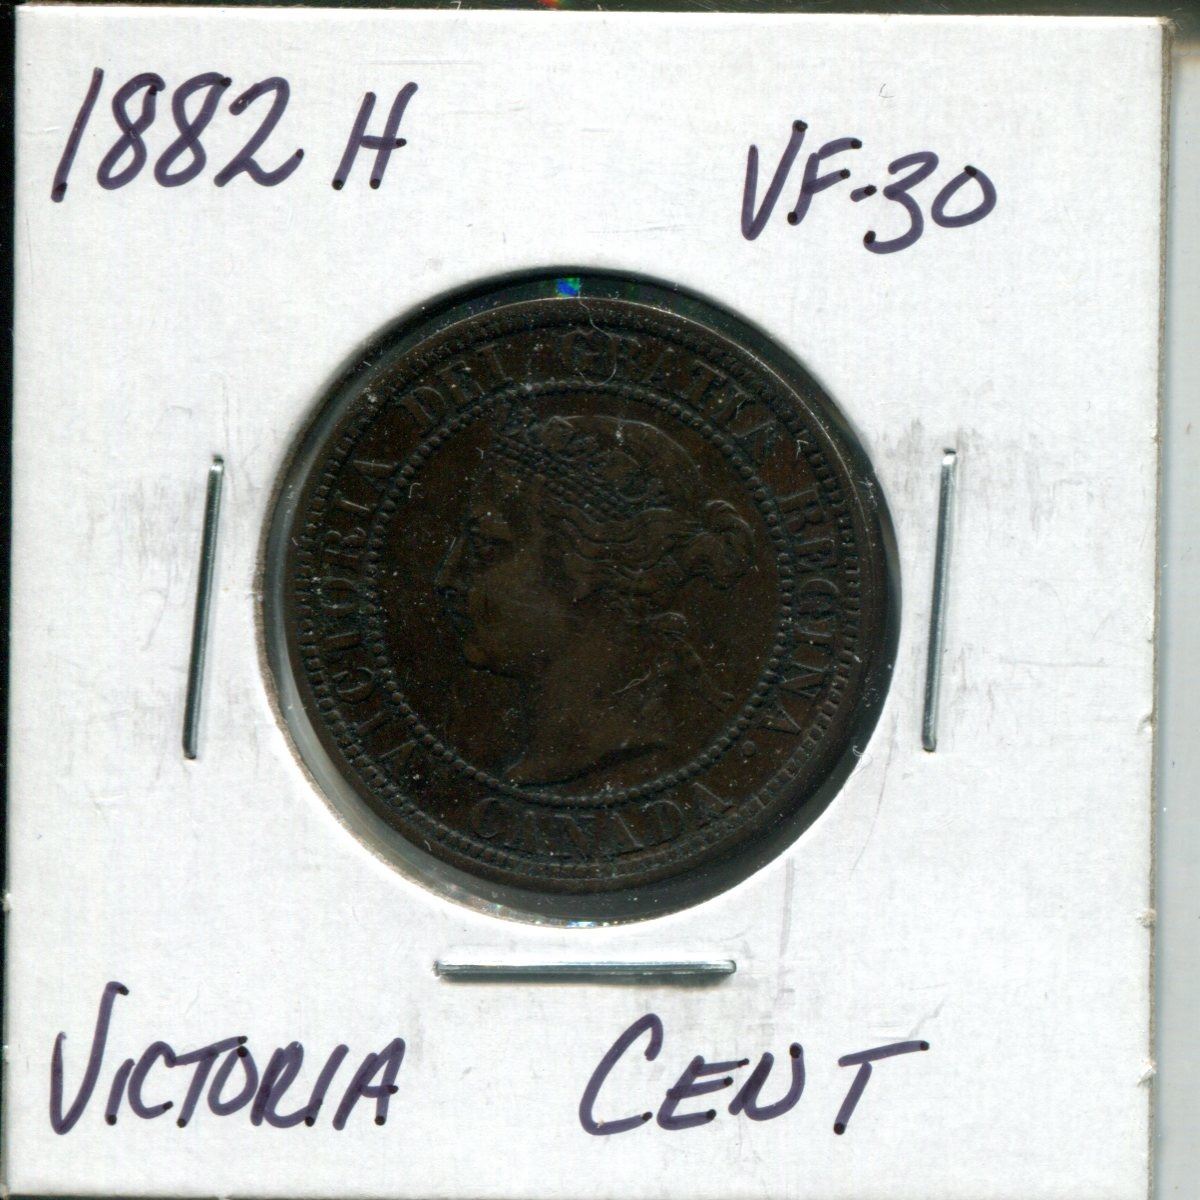 1882 H
VF-30
VICTORIA DEI GRATIA REGINA.
CANADA
VICTORIA CENT